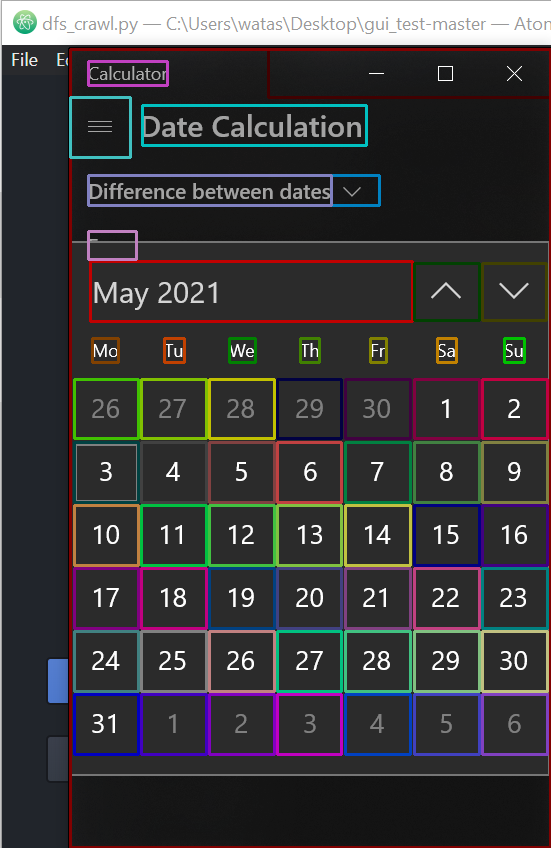 dfs_crawl.py — C:\Users\watas\Desktop\gui_test-master — Atom
File
Calculator
Date Calculation
Difference between dates
May 2021
Mo Tu We Th Fr Sa Su
26 27 28 29 30 1 2
3 4 5 6 7 8 9
10 11 12 13 14 15 16
17 18 19 20 21 22 23
24 25 26 27 28 29 30
31 1 2 3 4 5 6